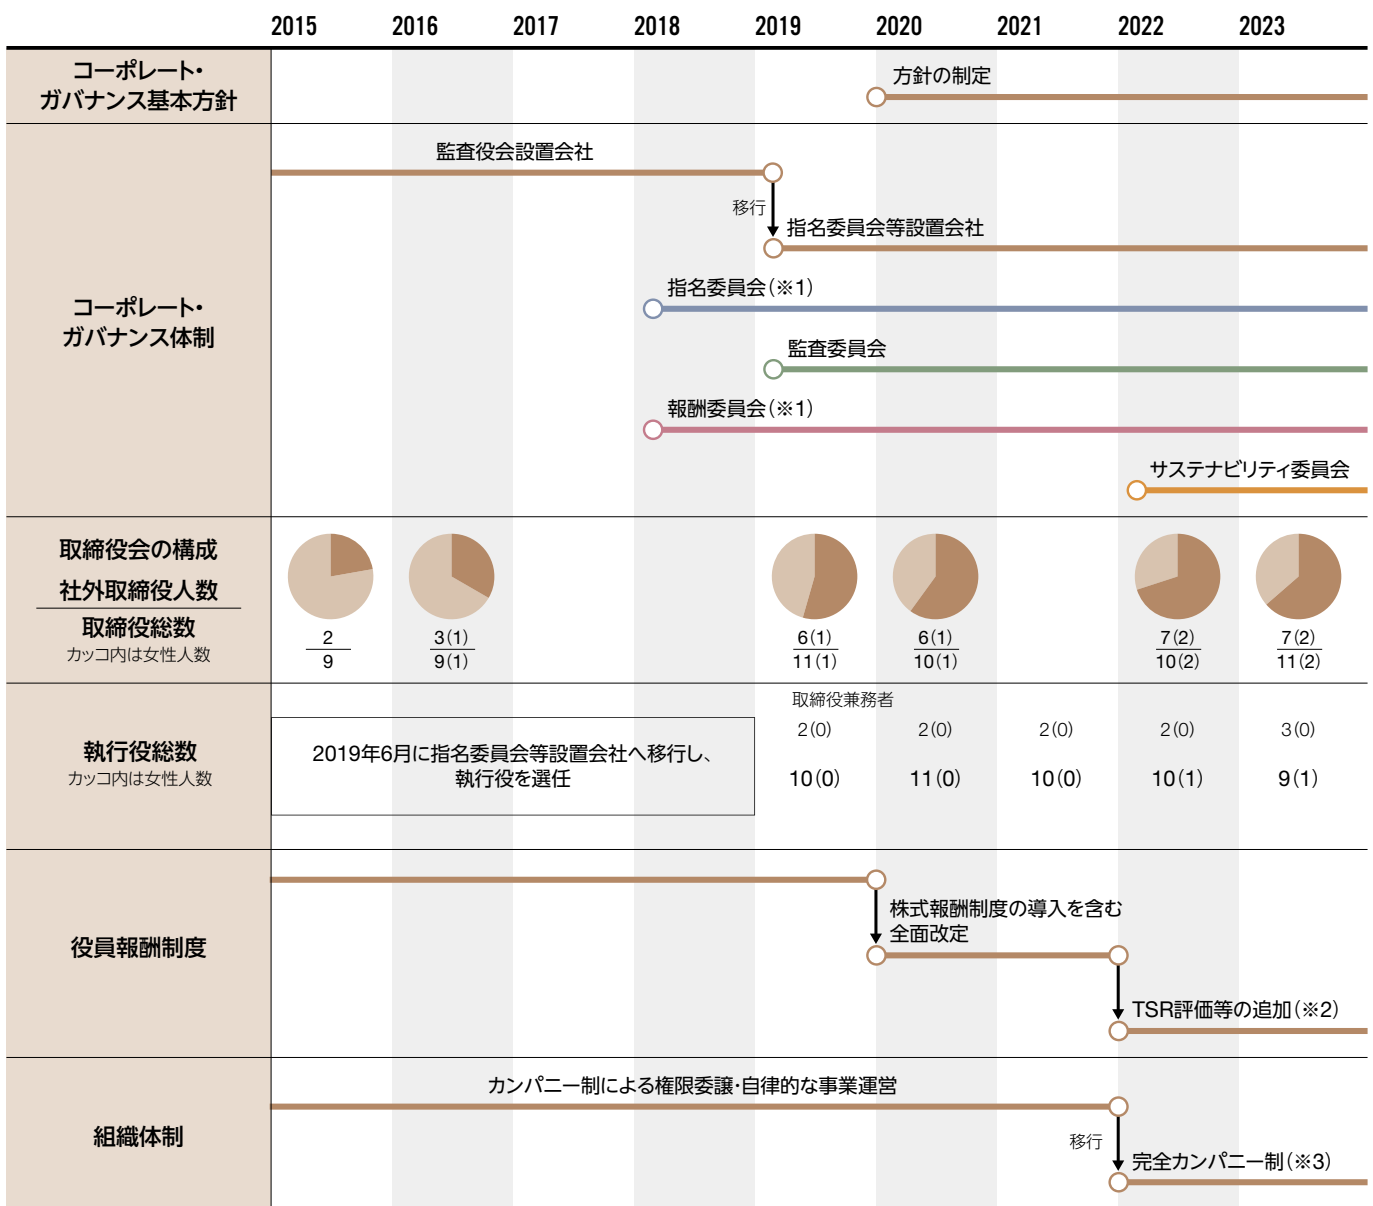 2015 2016 2017 2018 2019 2020 2021 2022 2023
コーポレート・
ガバナンス基本方針
方針の制定
コーポレート・
ガバナンス体制
監査役会設置会社
移行
指名委員会等設置会社
指名委員会(※1)
監査委員会
報酬委員会(※1)
サステナビリティ委員会
取締役会の構成
社外取締役人数
取締役総数
カッコ内は女性人数
2 3(1) 6(1) 6(1) 7(2) 7(2)
9 9(1) 11(1) 10(1) 10(2) 11(2)
執行役総数
カッコ内は女性人数
2019年6月に指名委員会等設置会社へ移行し、
執行役を選任
取締役兼務者
2(0) 2(0) 2(0) 2(0) 3(0)
10(0) 11(0) 10(0) 10(1) 9(1)
役員報酬制度
株式報酬制度の導入を含む
全面改定
TSR評価等の追加(※2)
組織体制
カンパニー制による権限委譲・自律的な事業運営
移行
完全カンパニー制(※3)